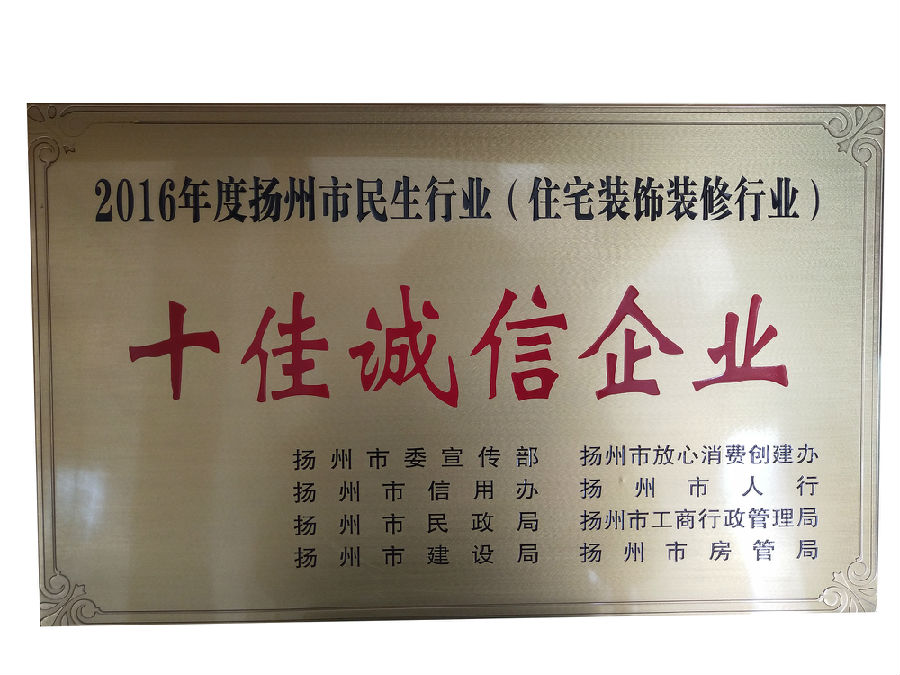 2016年度扬州市民生行业（住宅装饰装修行业）
十佳诚信企业
扬州市委宣传部 扬州市放心消费创建办
扬州市信用办 扬州市人行
扬州市民政局 扬州市工商行政管理局
扬州市建设局 扬州市房管局